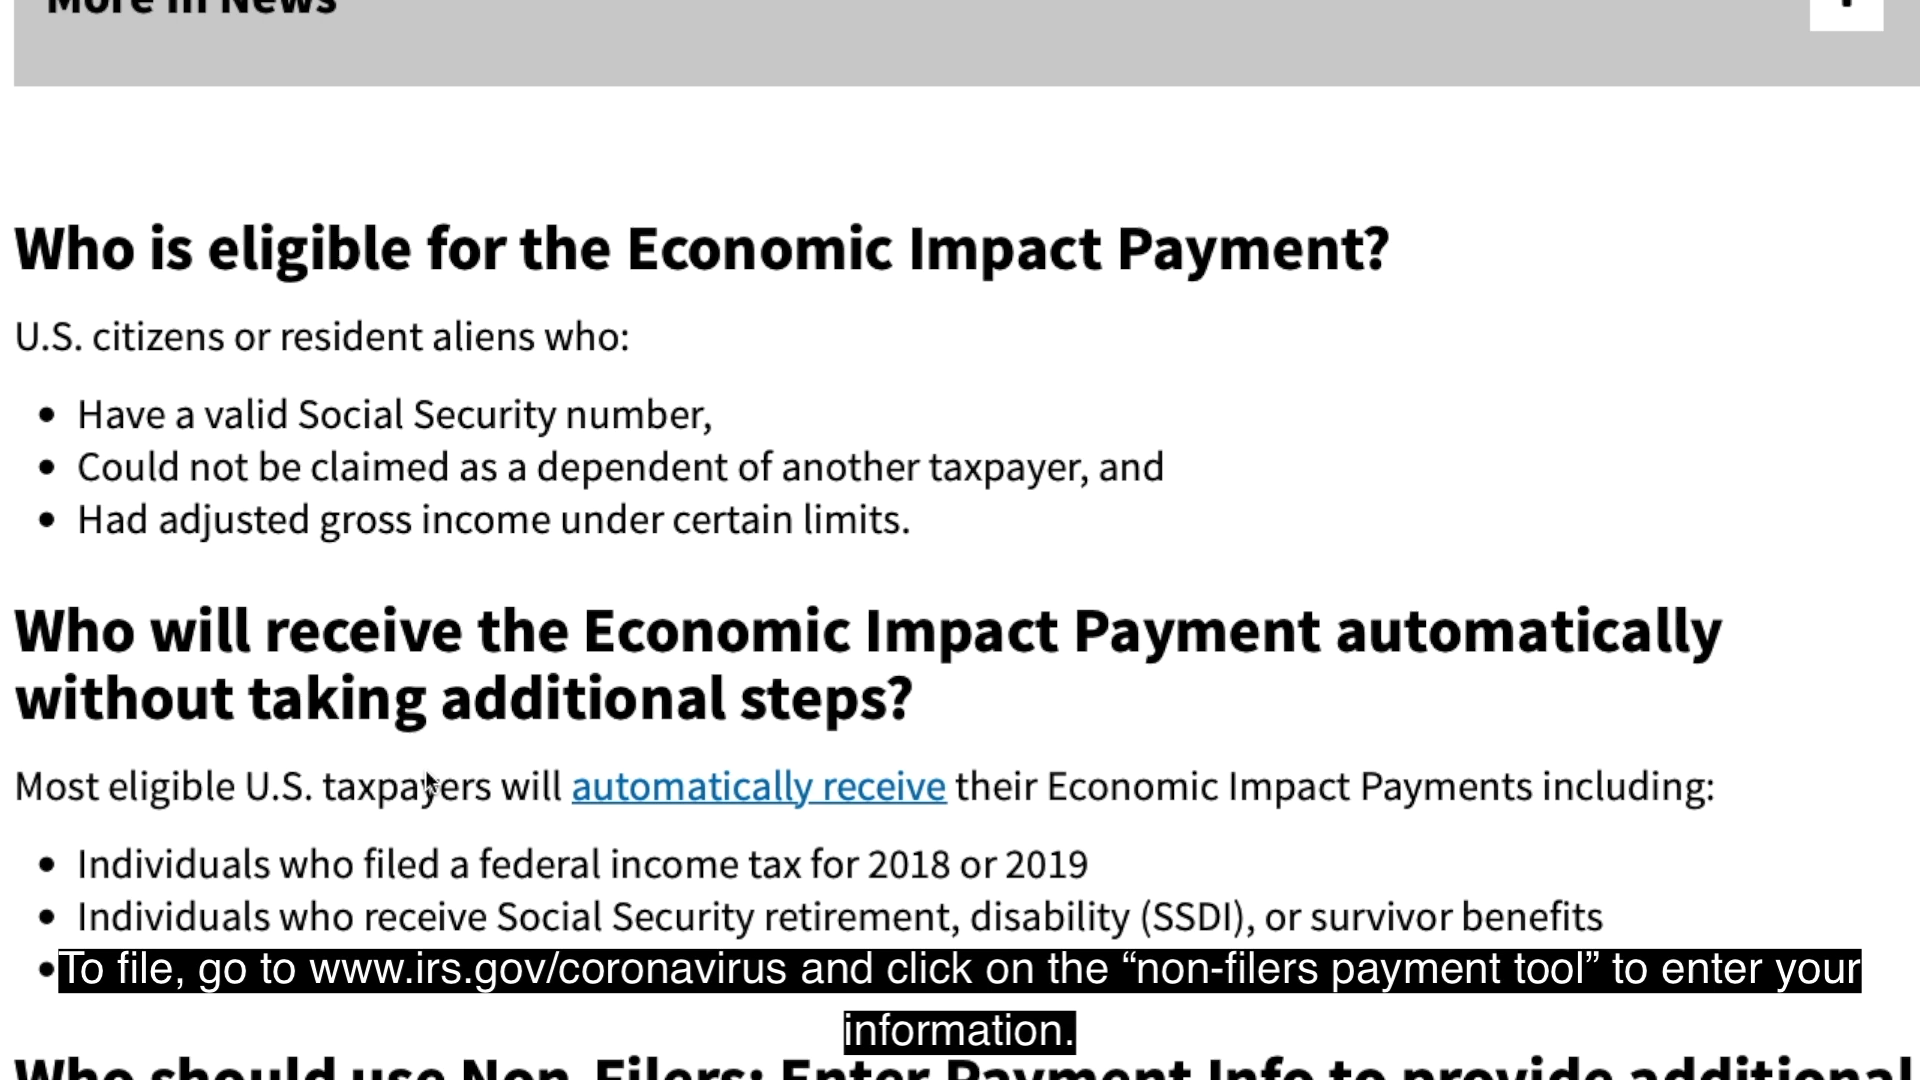 More in News
Who is eligible for the Economic Impact Payment?
U.S. citizens or resident aliens who:
• Have a valid Social Security number,
• Could not be claimed as a dependent of another taxpayer, and
• Had adjusted gross income under certain limits.
Who will receive the Economic Impact Payment automatically
without taking additional steps?
Most eligible U.S. taxpayers will automatically receive their Economic Impact Payments including:
• Individuals who filed a federal income tax for 2018 or 2019
• Individuals who receive Social Security retirement, disability (SSDI), or survivor benefits
To file, go to www.irs.gov/coronavirus and click on the “non-filers payment tool” to enter your
information.
Who should use Non-Filers: Enter Payment Info to provide additional